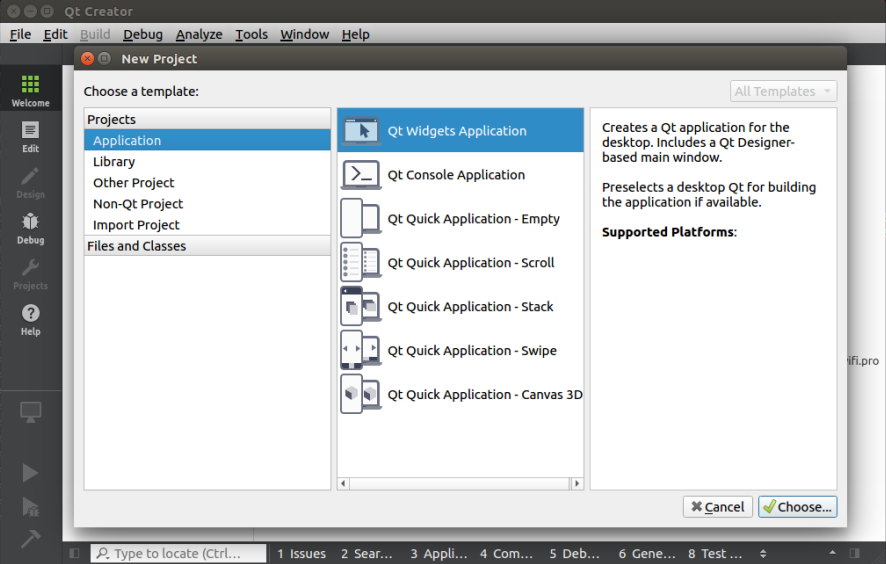 Qt Creator
File Edit Build Debug Analyze Tools Window Help
New Project
Choose a template:
All Templates
Projects
Application
Library
Other Project
Non-Qt Project
Import Project
Files and Classes
Qt Widgets Application
Qt Console Application
Qt Quick Application - Empty
Qt Quick Application - Scroll
Qt Quick Application - Stack
Qt Quick Application - Swipe
Qt Quick Application - Canvas 3D
Creates a Qt application for the
desktop. Includes a Qt Designer-
based main window.
Preselects a desktop Qt for building
the application if available.
Supported Platforms:
Welcome
Edit
Design
Debug
Projects
Help
ifi.pro
Cancel
Choose...
Type to locate (Ctrl...
1 Issues 2 Sear... 3 Appli... 4 Com... 5 Deb... 6 Gene... 8 Test ...